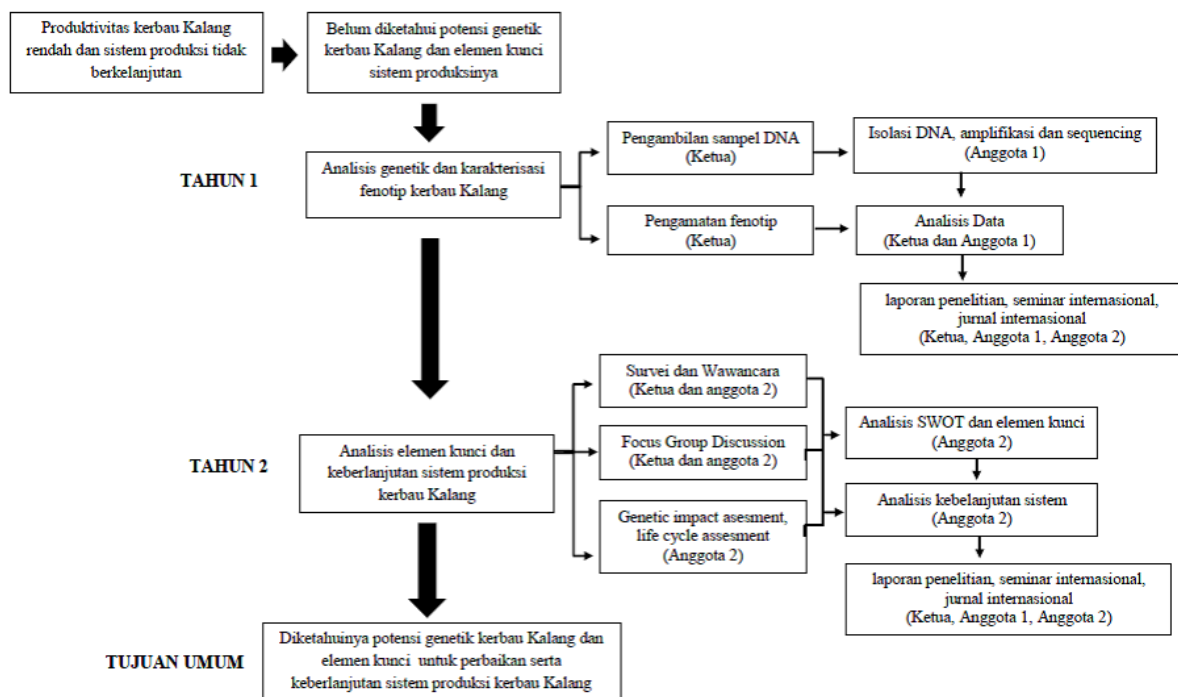 Produktivitas kerbau Kalang
rendah dan sistem produksi tidak
berkelanjutan
Belum diketahui potensi genetik
kerbau Kalang dan elemen kunci
sistem produksinya
TAHUN 1
Analisis genetik dan karakterisasi
fenotip kerbau Kalang
Pengambilan sampel DNA
(Ketua)
Isolasi DNA, amplifikasi dan sequencing
(Anggota 1)
Pengamatan fenotip
(Ketua)
Analisis Data
(Ketua dan Anggota 1)
laporan penelitian, seminar internasional,
jurnal internasional
(Ketua, Anggota 1, Anggota 2)
TAHUN 2
Analisis elemen kunci dan
keberlanjutan sistem produksi
kerbau Kalang
Survei dan Wawancara
(Ketua dan anggota 2)
Focus Group Discussion
(Ketua dan anggota 2)
Genetic impact asesment,
life cycle assesment
(Anggota 2)
Analisis SWOT dan elemen kunci
(Anggota 2)
Analisis kebelanjutan sistem
(Anggota 2)
laporan penelitian, seminar internasional,
jurnal internasional
(Ketua, Anggota 1, Anggota 2)
TUJUAN UMUM
Diketahuinya potensi genetik kerbau Kalang dan
elemen kunci untuk perbaikan serta
keberlanjutan sistem produksi kerbau Kalang